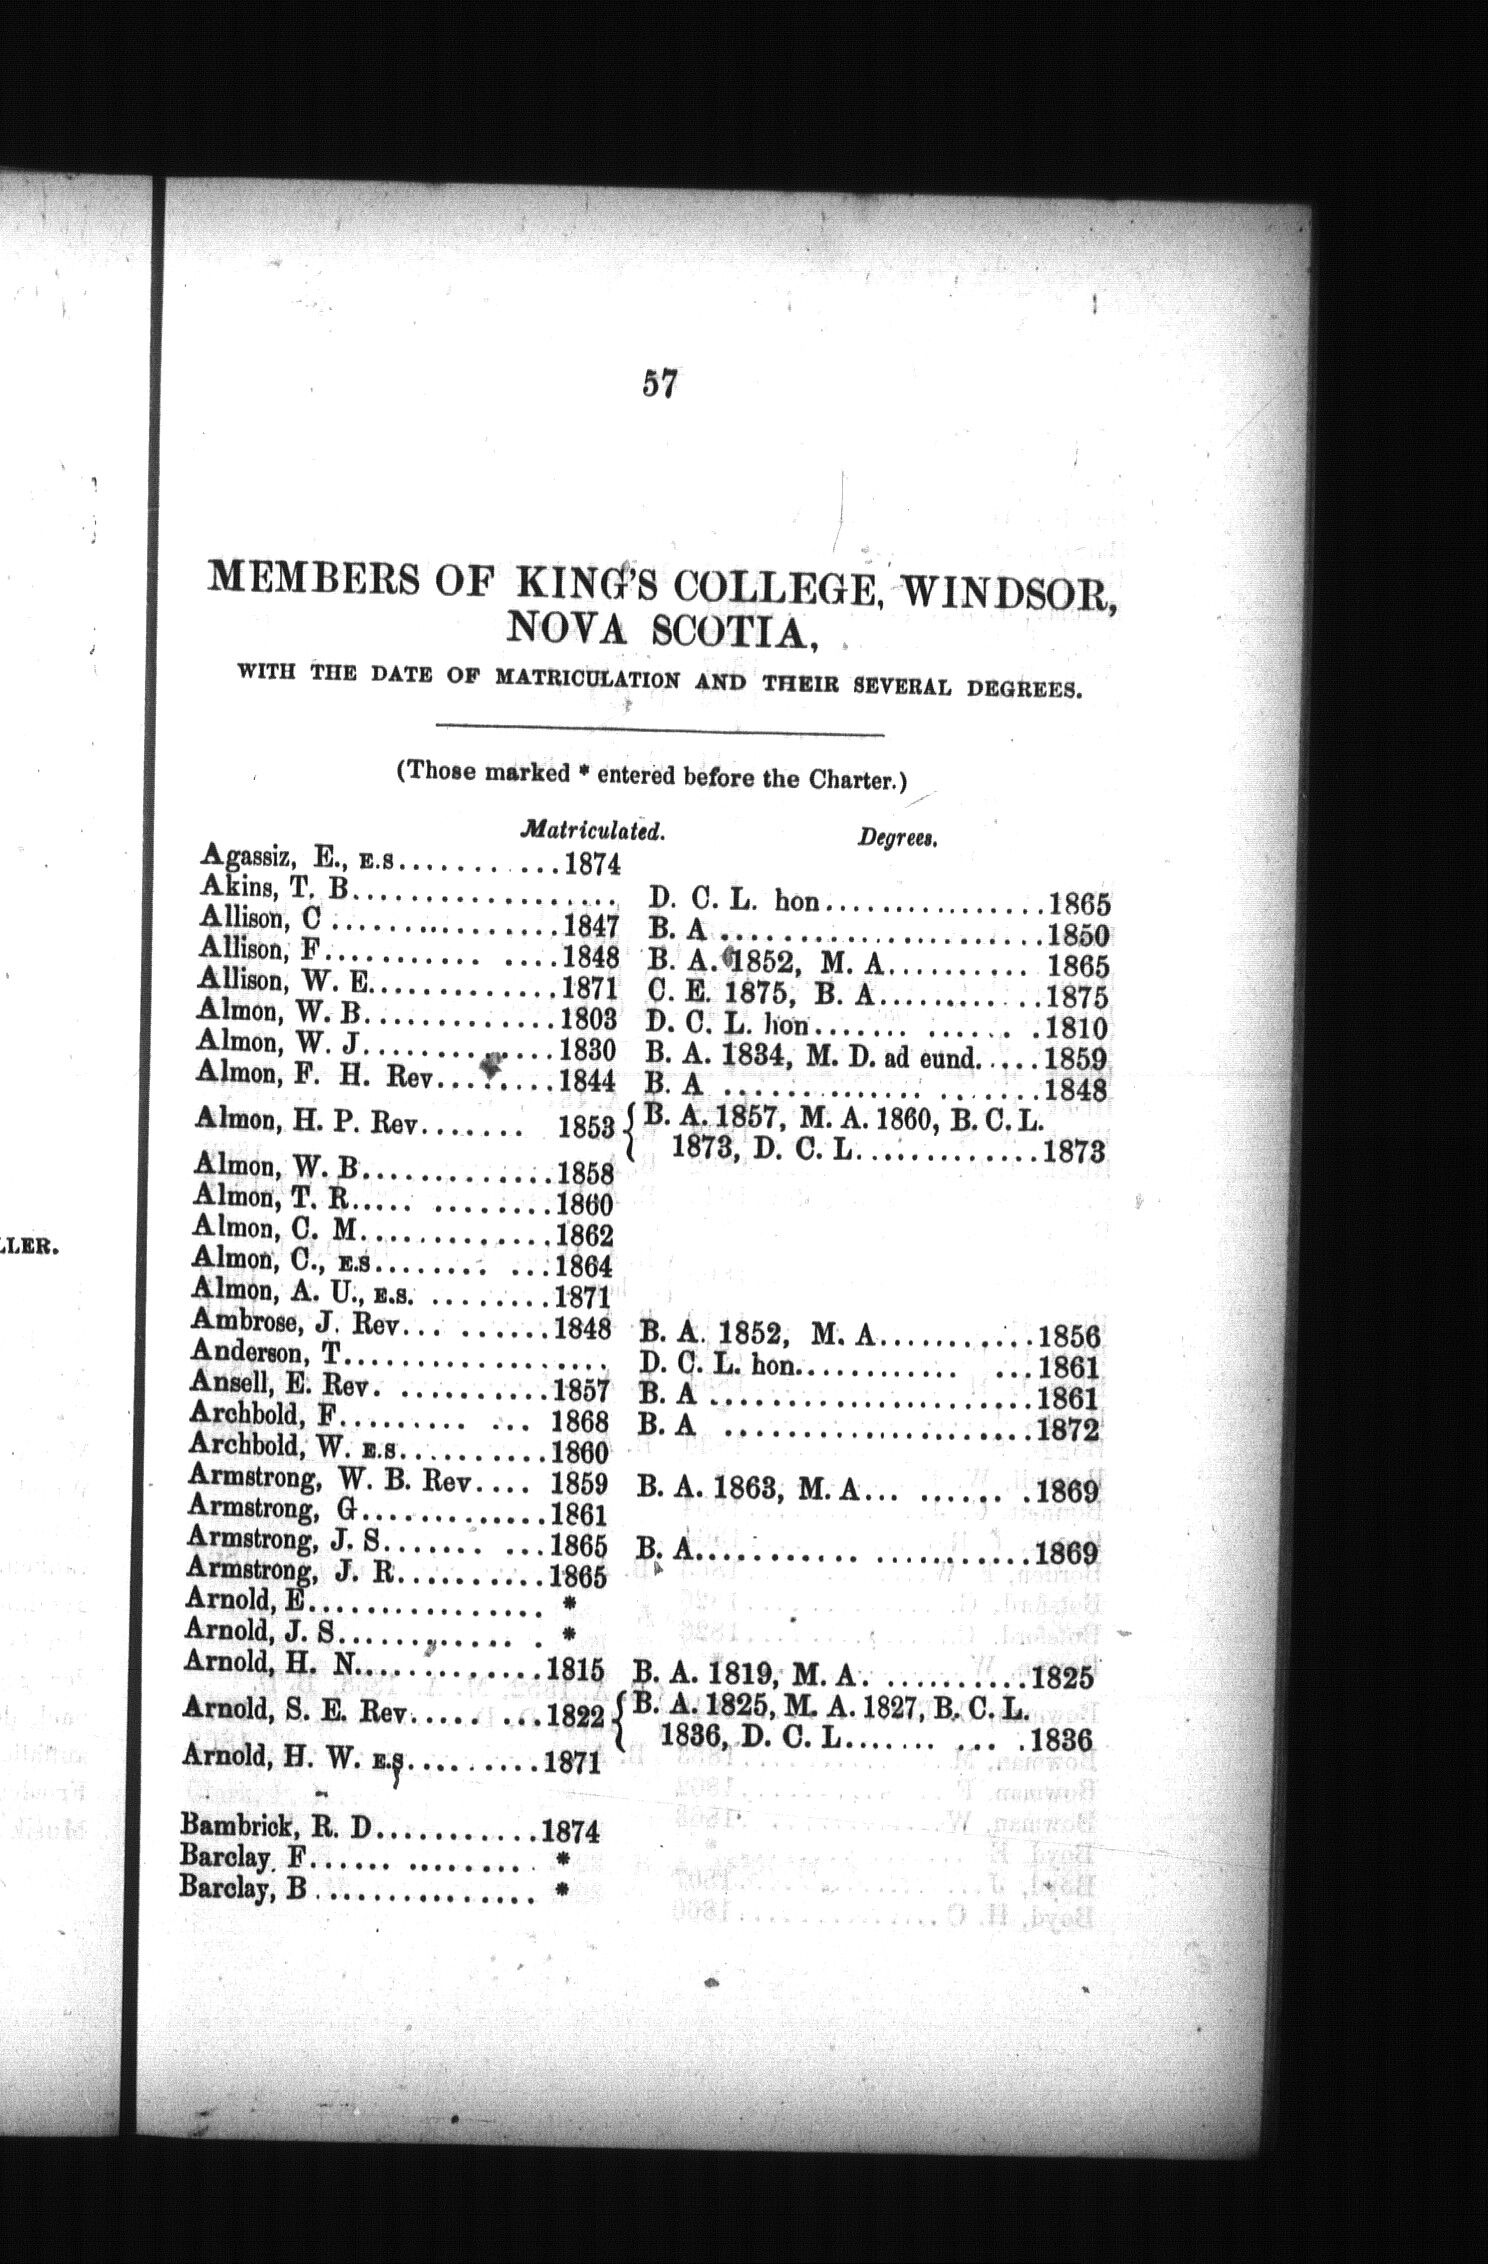 57
MEMBERS OF KING'S COLLEGE, WINDSOR,
NOVA SCOTIA,
WITH THE DATE OF MATRICULATION AND THEIR SEVERAL DEGREES.
(Those marked * entered before the Charter.)
Matriculated. Degrees.
Agassiz, E., E.S............1874
Akins, T. B.................. D. C. L. hon................1865
Allison, C ................1847 B. A .......................1850
Allison, F............ ....1848 B. A. 1852, M. A.......... 1865
Allison, W. E.............1871 C. E. 1875, B. A............1875
Almon, W. B..............1803 D. C. L. hon....... ...... .1810
Almon, W. J..............1830 B. A. 1834, M. D. ad eund.....1859
Almon, F. H. Rev.........1844 B. A .......................1848
Almon, H. P. Rev....... 1853 { B. A. 1857, M. A. 1860, B. C. L.
1873, D. C. L.............1873
Almon, W. B..............1858
Almon, T. R..... ........1860
Almon, C. M..............1862
Almon, C., E.S........ ...1864
Almon, A. U., E.S. .........1871
Ambrose, J. Rev... ......1848 B. A. 1852, M. A...........1856
Anderson, T.................. D. C. L. hon............ ...1861
Ansell, E. Rev. ...........1857 B. A .......................1861
Archbold, F......... ... 1868 B. A ......................1872
Archbold, W. E.S...........1860
Armstrong, W. B. Rev.... 1859 B. A. 1863, M. A... ...... .1869
Armstrong, G.............1861
Armstrong, J. S....... ...1865 B. A............ ...........1869
Armstrong, J. R..........1865
Arnold, E................. *
Arnold, J. S............. . *
Arnold, H. N.............1815 B. A. 1819, M. A. ..........1825
Arnold, S. E. Rev..... ...1822 { B. A. 1825, M. A. 1827, B. C. L.
1836, D. C. L....... ... .1836
Arnold, H. W. E.S..........1871
Bambrick, R. D...........1874
Barclay, F...... ......... *
Barclay, B ................ *
LLER.